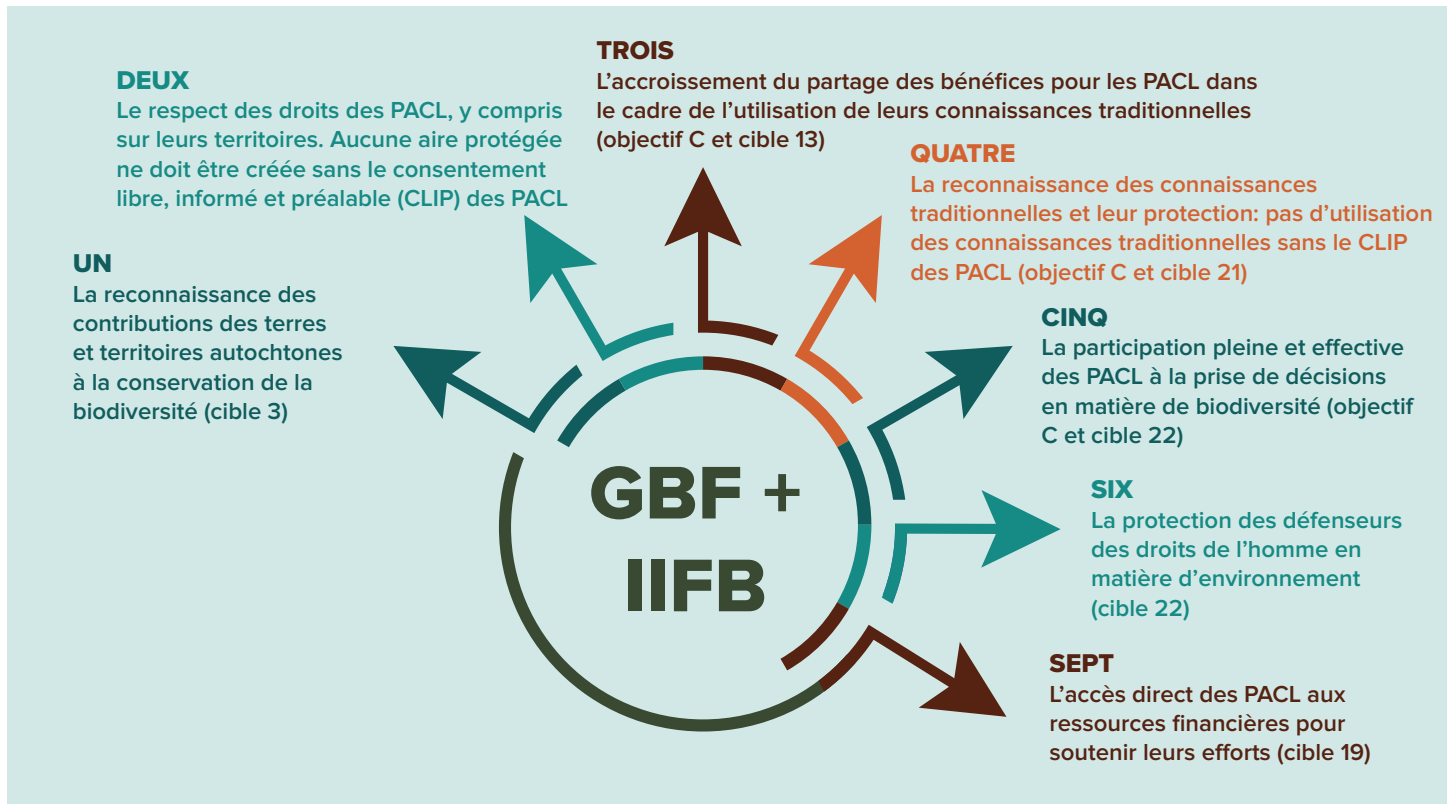 UN
La reconnaissance des
contributions des terres
et territoires autochtones
à la conservation de la
biodiversité (cible 3)
DEUX
Le respect des droits des PACL, y compris
sur leurs territoires. Aucune aire protégée
ne doit être créée sans le consentement
libre, informé et préalable (CLIP) des PACL
TROIS
L’accroissement du partage des bénéfices pour les PACL dans
le cadre de l’utilisation de leurs connaissances traditionnelles
(objectif C et cible 13)
QUATRE
La reconnaissance des connaissances
traditionnelles et leur protection: pas d’utilisation
des connaissances traditionnelles sans le CLIP
des PACL (objectif C et cible 21)
CINQ
La participation pleine et effective
des PACL à la prise de décisions
en matière de biodiversité (objectif
C et cible 22)
SIX
La protection des défenseurs
des droits de l’homme en
matière d’environnement
(cible 22)
SEPT
L’accès direct des PACL aux
ressources financières pour
soutenir leurs efforts (cible 19)
GBF +
IIFB